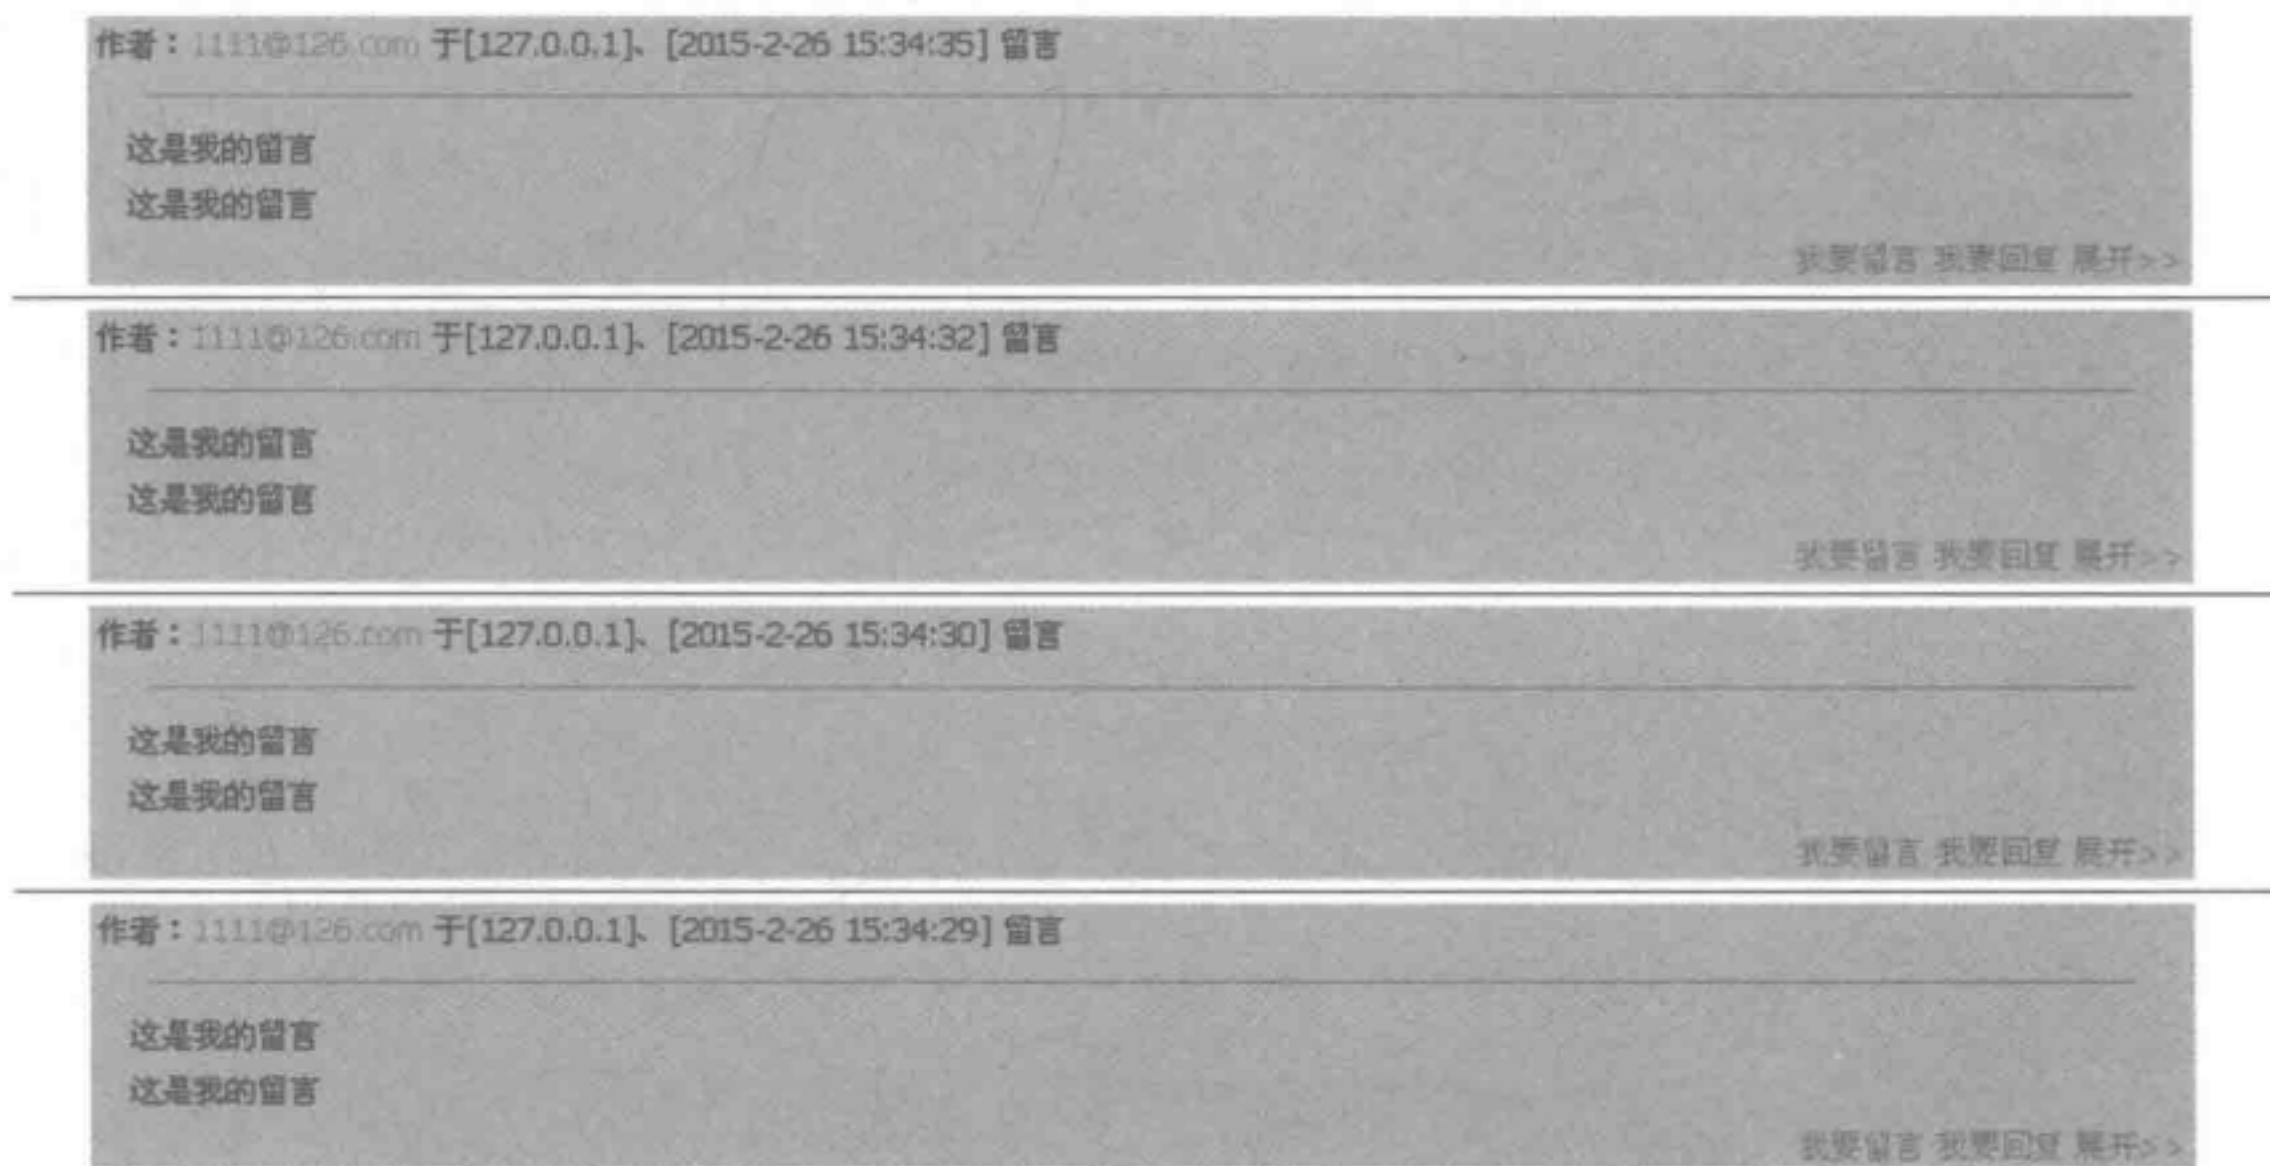 作者：1111@126.com 于[127.0.0.1]、[2015-2-26 15:34:35] 留言
这是我的留言
这是我的留言
我要留言 我要回复 展开>>
作者：1111@126.com 于[127.0.0.1]、[2015-2-26 15:34:32] 留言
这是我的留言
这是我的留言
我要留言 我要回复 展开>>
作者：1111@126.com 于[127.0.0.1]、[2015-2-26 15:34:30] 留言
这是我的留言
这是我的留言
我要留言 我要回复 展开>>
作者：1111@126.com 于[127.0.0.1]、[2015-2-26 15:34:29] 留言
这是我的留言
这是我的留言
我要留言 我要回复 展开>>